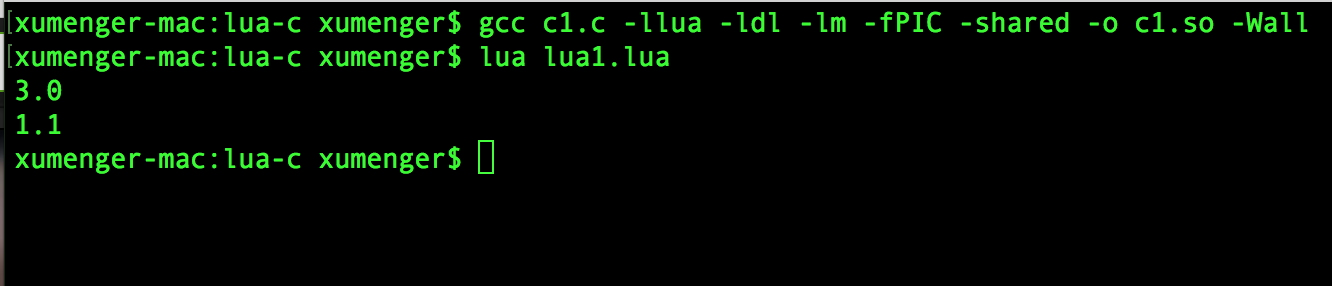 [xumenger-mac:lua-c xumenger$ gcc c1.c -llua -ldl -lm -fPIC -shared -o c1.so -Wall
[xumenger-mac:lua-c xumenger$ lua lua1.lua
3.0
1.1
xumenger-mac:lua-c xumenger$